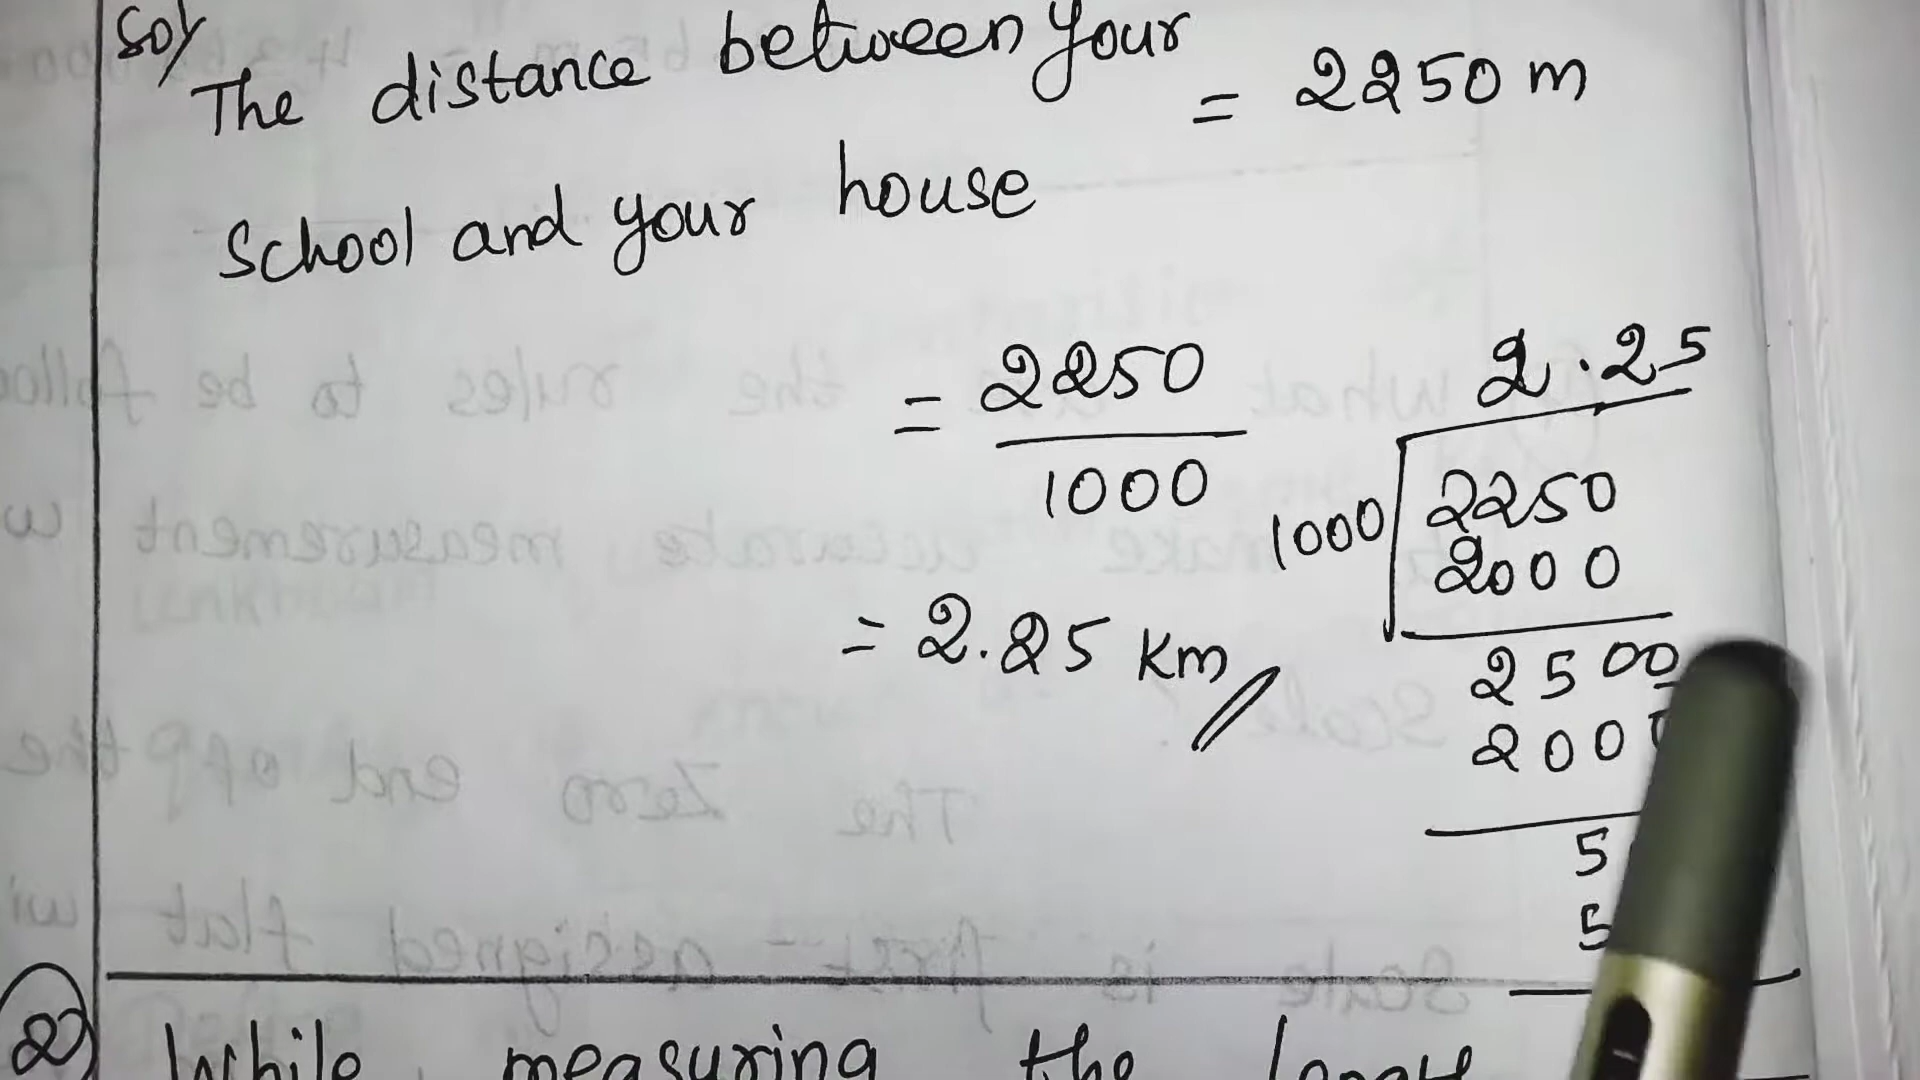 Sol
The distance between your = 2250 m
School and your house
= 2250
1000
= 2.25 Km
2.25
1000 2250
2000
2500
2000
5
5
2) While measuring the